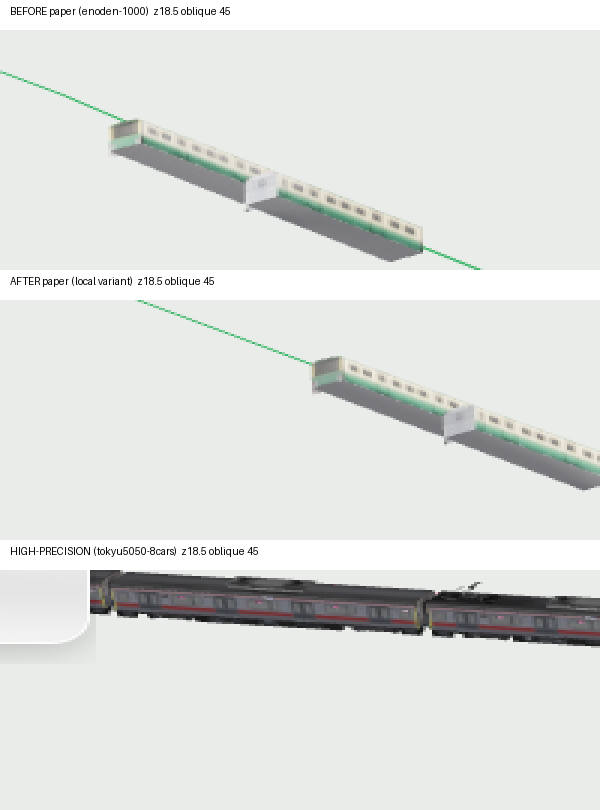 BEFORE paper (enoden-1000) z18.5 oblique 45
AFTER paper (local variant) z18.5 oblique 45
HIGH-PRECISION (tokyu5050-8cars) z18.5 oblique 45